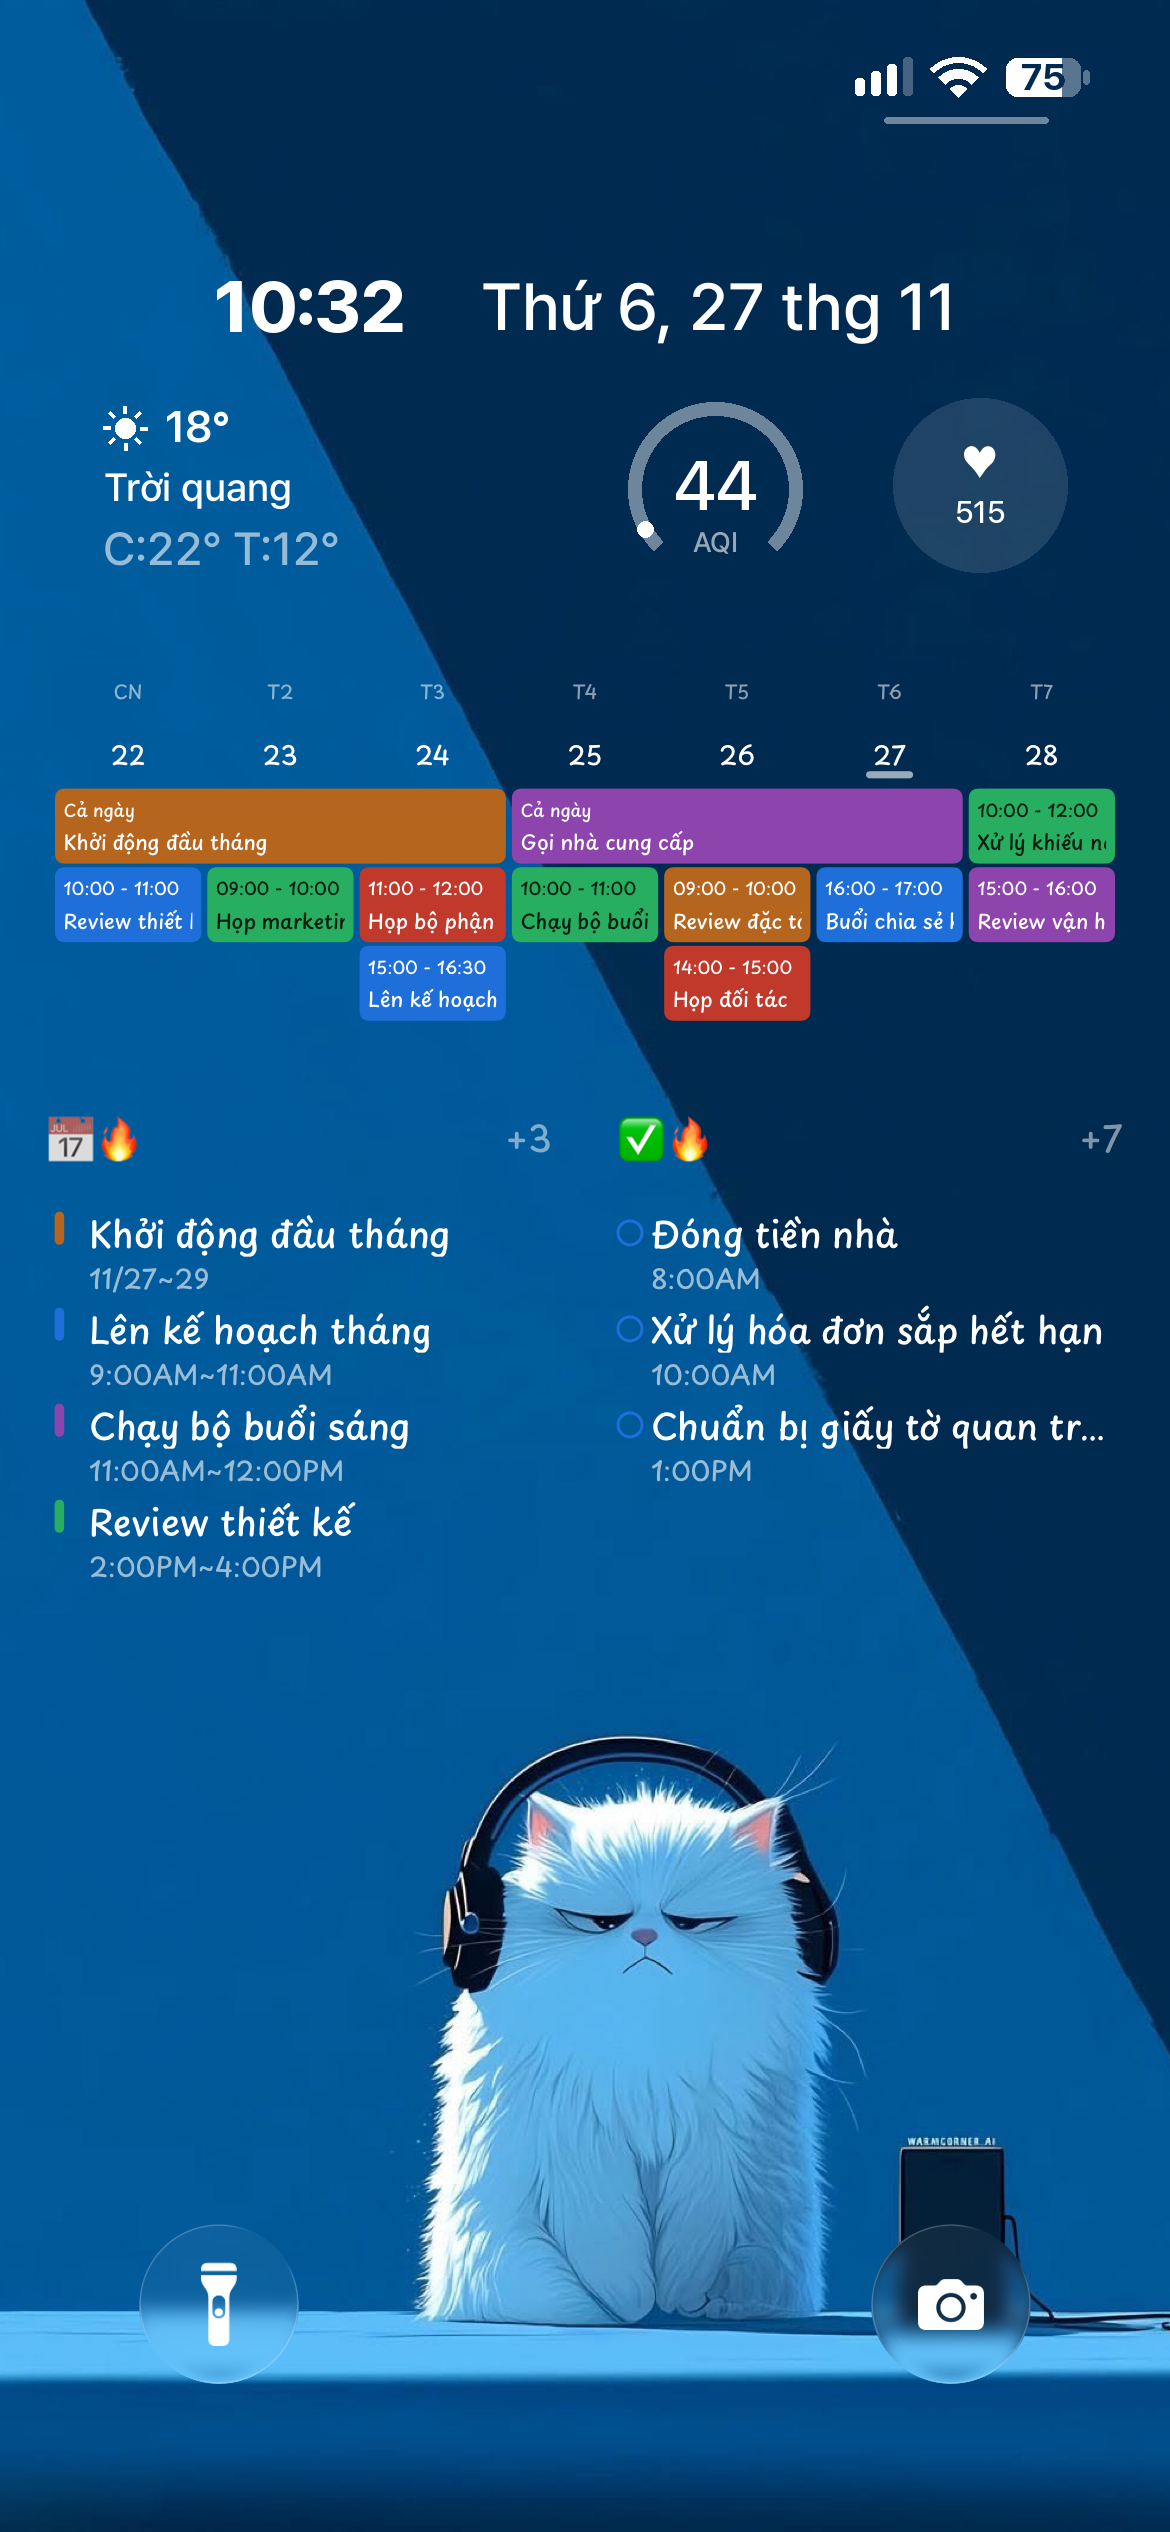 75
10:32 Thứ 6, 27 thg 11
18°
Trời quang
C:22° T:12°
44
AQI
515
CN T2 T3 T4 T5 T6 T7
22 23 24 25 26 27 28
Cả ngày
Khởi động đầu tháng
Cả ngày
Gọi nhà cung cấp
10:00 - 12:00
Xử lý khiếu
10:00 - 11:00
Review thiết
09:00 - 10:00
Họp
11:00 - 12:00
Họp bộ phận
10:00 - 11:00
Chạy bộ buổi
09:00 - 10:00
Review đặc
16:00 - 17:00
Buổi chia sẻ
15:00 - 16:00
Review vận
15:00 - 16:30
Lên kế hoạch
14:00 - 15:00
Họp đối tác
JUL
17
+3
Khởi động đầu tháng
11/27~29
Lên kế hoạch tháng
9:00AM~11:00AM
Chạy bộ buổi sáng
11:00AM~12:00PM
Review thiết kế
2:00PM~4:00PM
+7
Đóng tiền nhà
8:00AM
Xử lý hóa đơn sắp hết hạn
10:00AM
Chuẩn bị giấy tờ quan tr...
1:00PM
WARMCORNER.AI